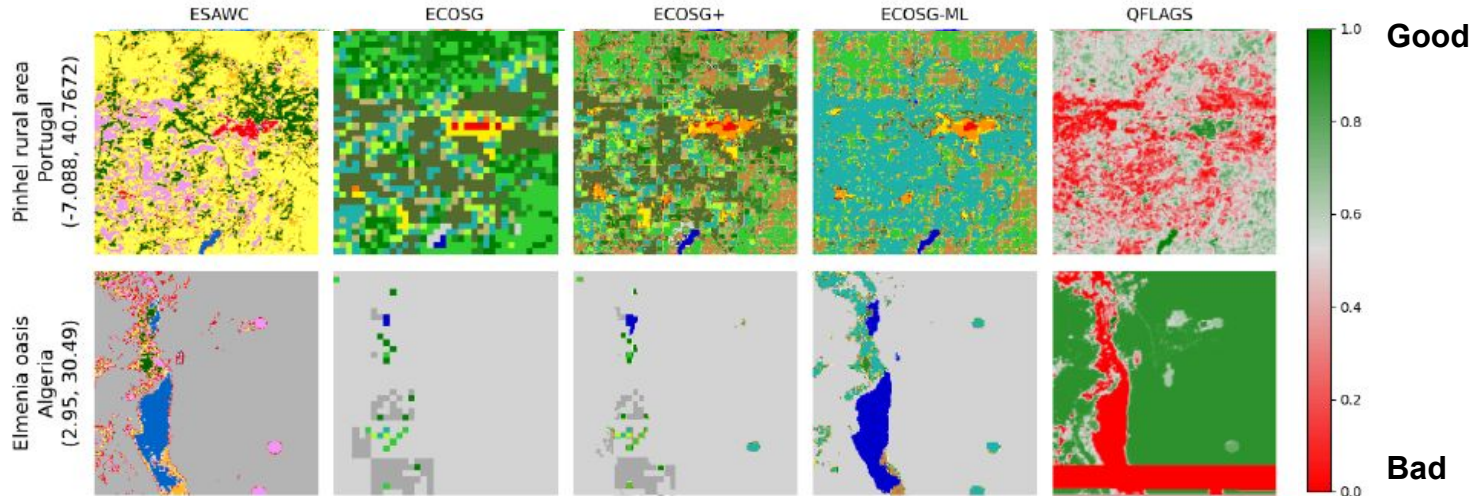 ESAWC ECOSG ECOSG+ ECOSG-ML QFLAGS
Pinhel rural area
Portugal
(-7.088, 40.7672)
Elmenia oasis
Algeria
(2.95, 30.49)
1.0
0.8
0.6
0.4
0.2
0.0
Good
Bad